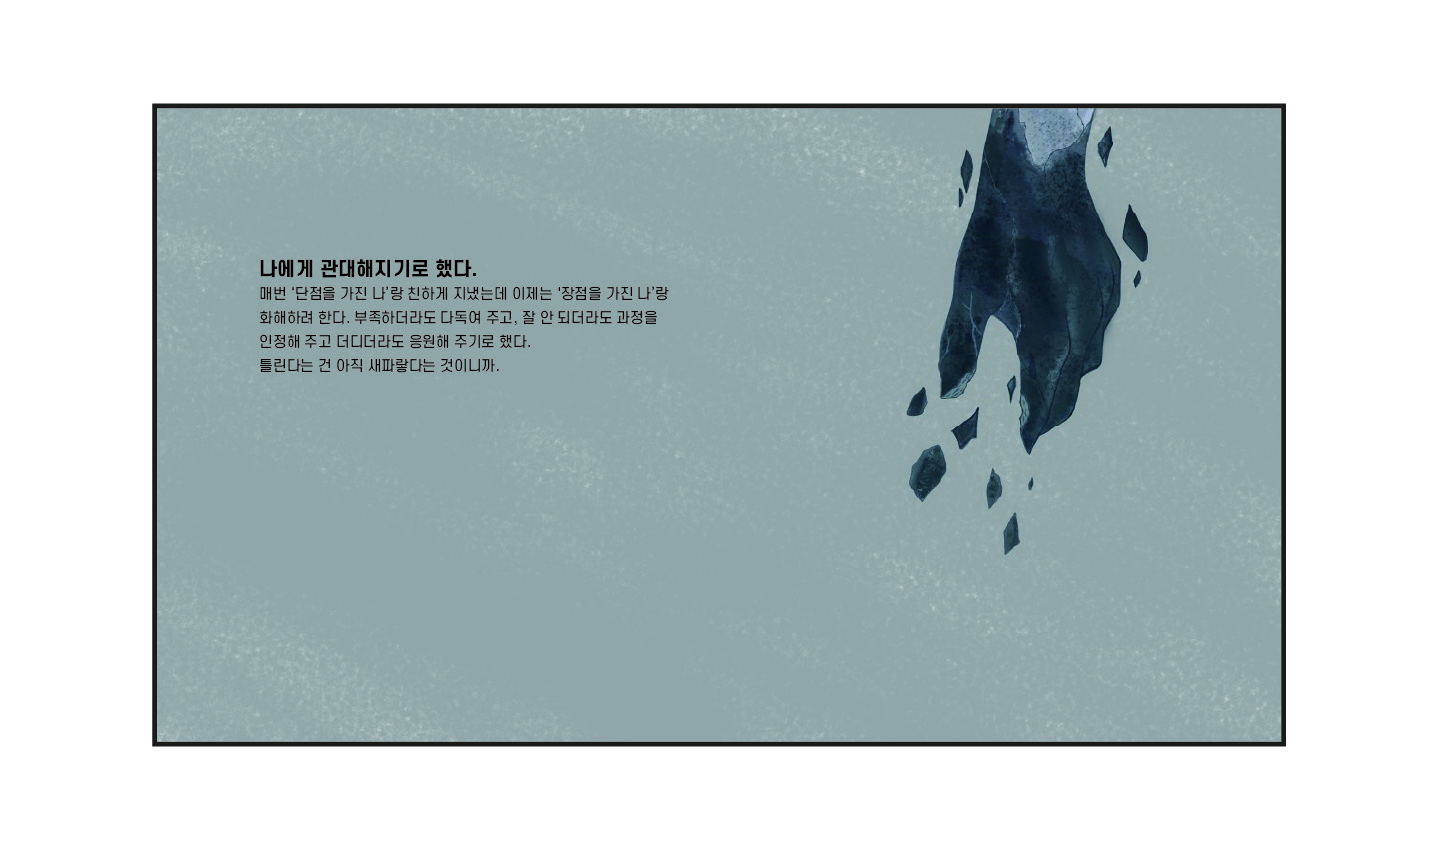 나에게 관대해지기로 했다.
매번 ‘단점을 가진 나’랑 친하게 지냈는데 이제는 ‘장점을 가진 나’랑
화해하려 한다. 부족하더라도 다독여 주고, 잘 안 되더라도 과정을
인정해 주고 더디더라도 응원해 주기로 했다.
틀린다는 건 아직 새파랗다는 것이니까.